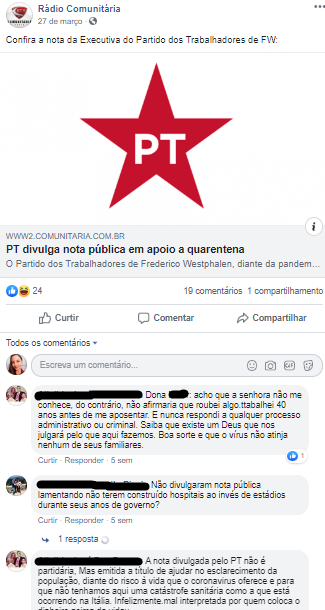 Rádio Comunitária
27 de março ·
Confira a nota da Executiva do Partido dos Trabalhadores de FW:
PT
WWW2.COMUNITARIA.COM.BR
PT divulga nota pública em apoio a quarentena
O Partido dos Trabalhadores de Frederico Westphalen, diante da pandem...
24
19 comentários 1 compartilhamento
Curtir Comentar Compartilhar
Todos os comentários
Escreva um comentário...
Dona : acho que a senhora não me
conhece, do contrário, não afirmaria que roubei algo.ttabalhei 40
anos antes de me aposentar. E nunca respondi a qualquer processo
administrativo ou criminal. Saiba que existe um Deus que nos
julgará pelo que aqui fazemos. Boa sorte e que o vírus não atinja
nenhum de seus familiares.
1
Curtir · Responder · 5 sem
Não divulgaram nota pública
lamentando não terem construído hospitais ao invés de estádios
durante seus anos de governo?
Curtir · Responder · 5 sem
1 resposta
A nota divulgada pelo PT não é
partidária, Mas emitida a título de ajudar no esclarecimento da
população, diante do risco à vida que o coronavirus oferece e para
que não tenhamos aqui uma catástrofe sanitária como a que está
ocorrendo na Itália. Infelizmente.mal interpretada por quem coloca o